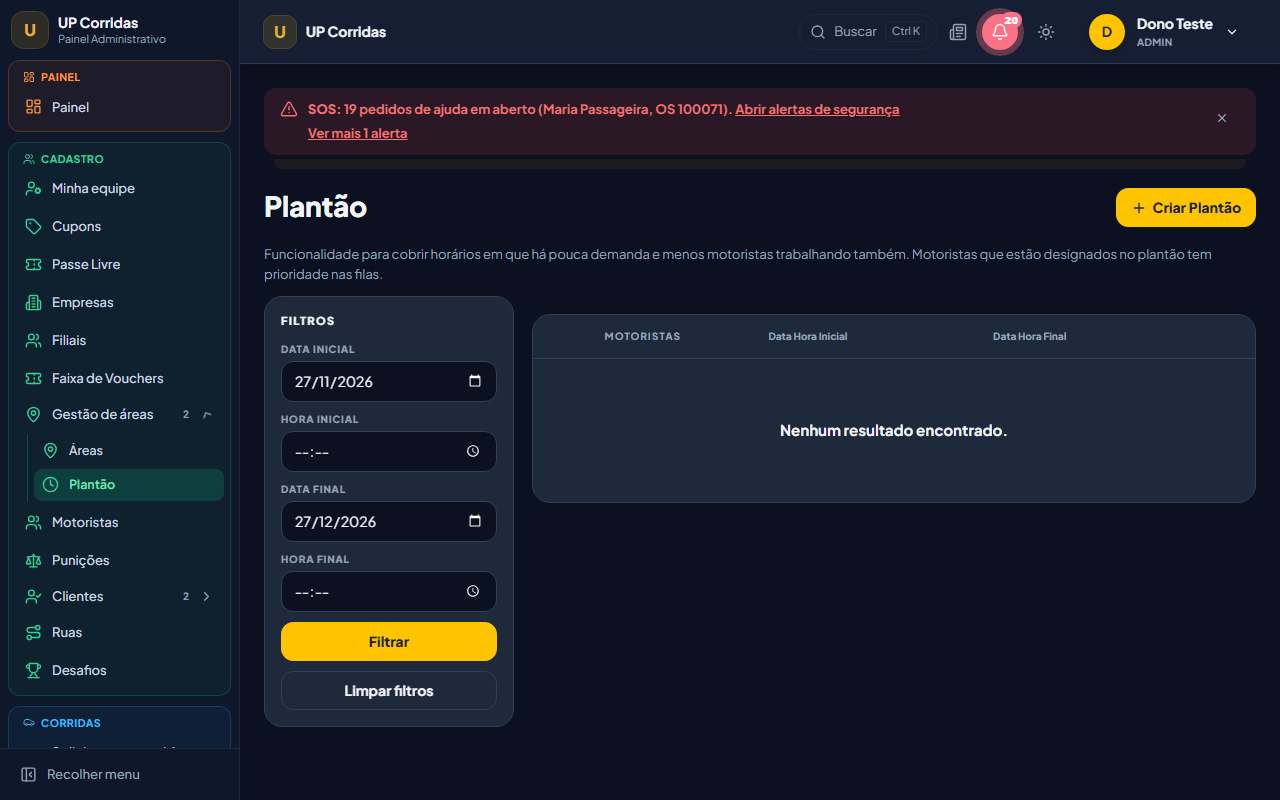 U
UP Corridas
Painel Administrativo
PAINEL
Painel
CADASTRO
Minha equipe
Cupons
Passe Livre
Empresas
Filiais
Faixa de Vouchers
Gestão de áreas 2
Áreas
Plantão
Motoristas
Punições
Clientes 2
Ruas
Desafios
CORRIDAS
Recolher menu
U UP Corridas
Buscar Ctrl K
20
D
Dono Teste
ADMIN
SOS: 19 pedidos de ajuda em aberto (Maria Passageira, OS 100071). Abrir alertas de segurança
Ver mais 1 alerta
Plantão
+ Criar Plantão
Funcionalidade para cobrir horários em que há pouca demanda e menos motoristas trabalhando também. Motoristas que estão designados no plantão tem
prioridade nas filas.
FILTROS
DATA INICIAL
27/11/2026
HORA INICIAL
--:--
DATA FINAL
27/12/2026
HORA FINAL
--:--
Filtrar
Limpar filtros
MOTORISTAS Data Hora Inicial Data Hora Final
Nenhum resultado encontrado.